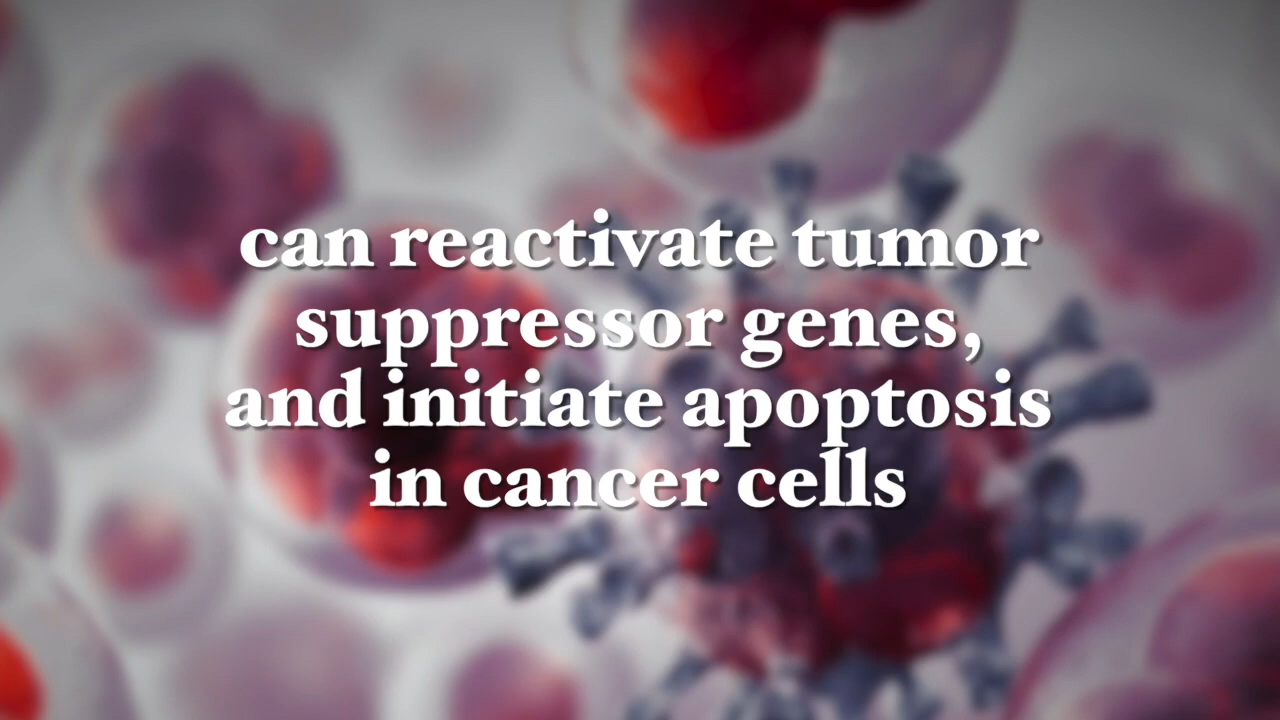 can reactivate tumor
suppressor genes,
and initiate apoptosis
in cancer cells